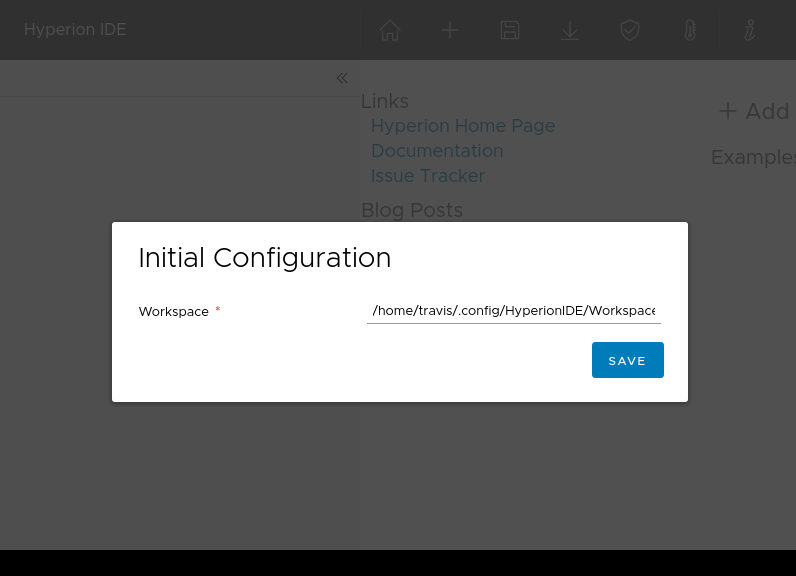 Hyperion IDE
Links
+ Add
Hyperion Home Page
Documentation
Examples
Issue Tracker
Blog Posts
Initial Configuration
Workspace *
/home/travis/.config/HyperionIDE/Workspace
SAVE